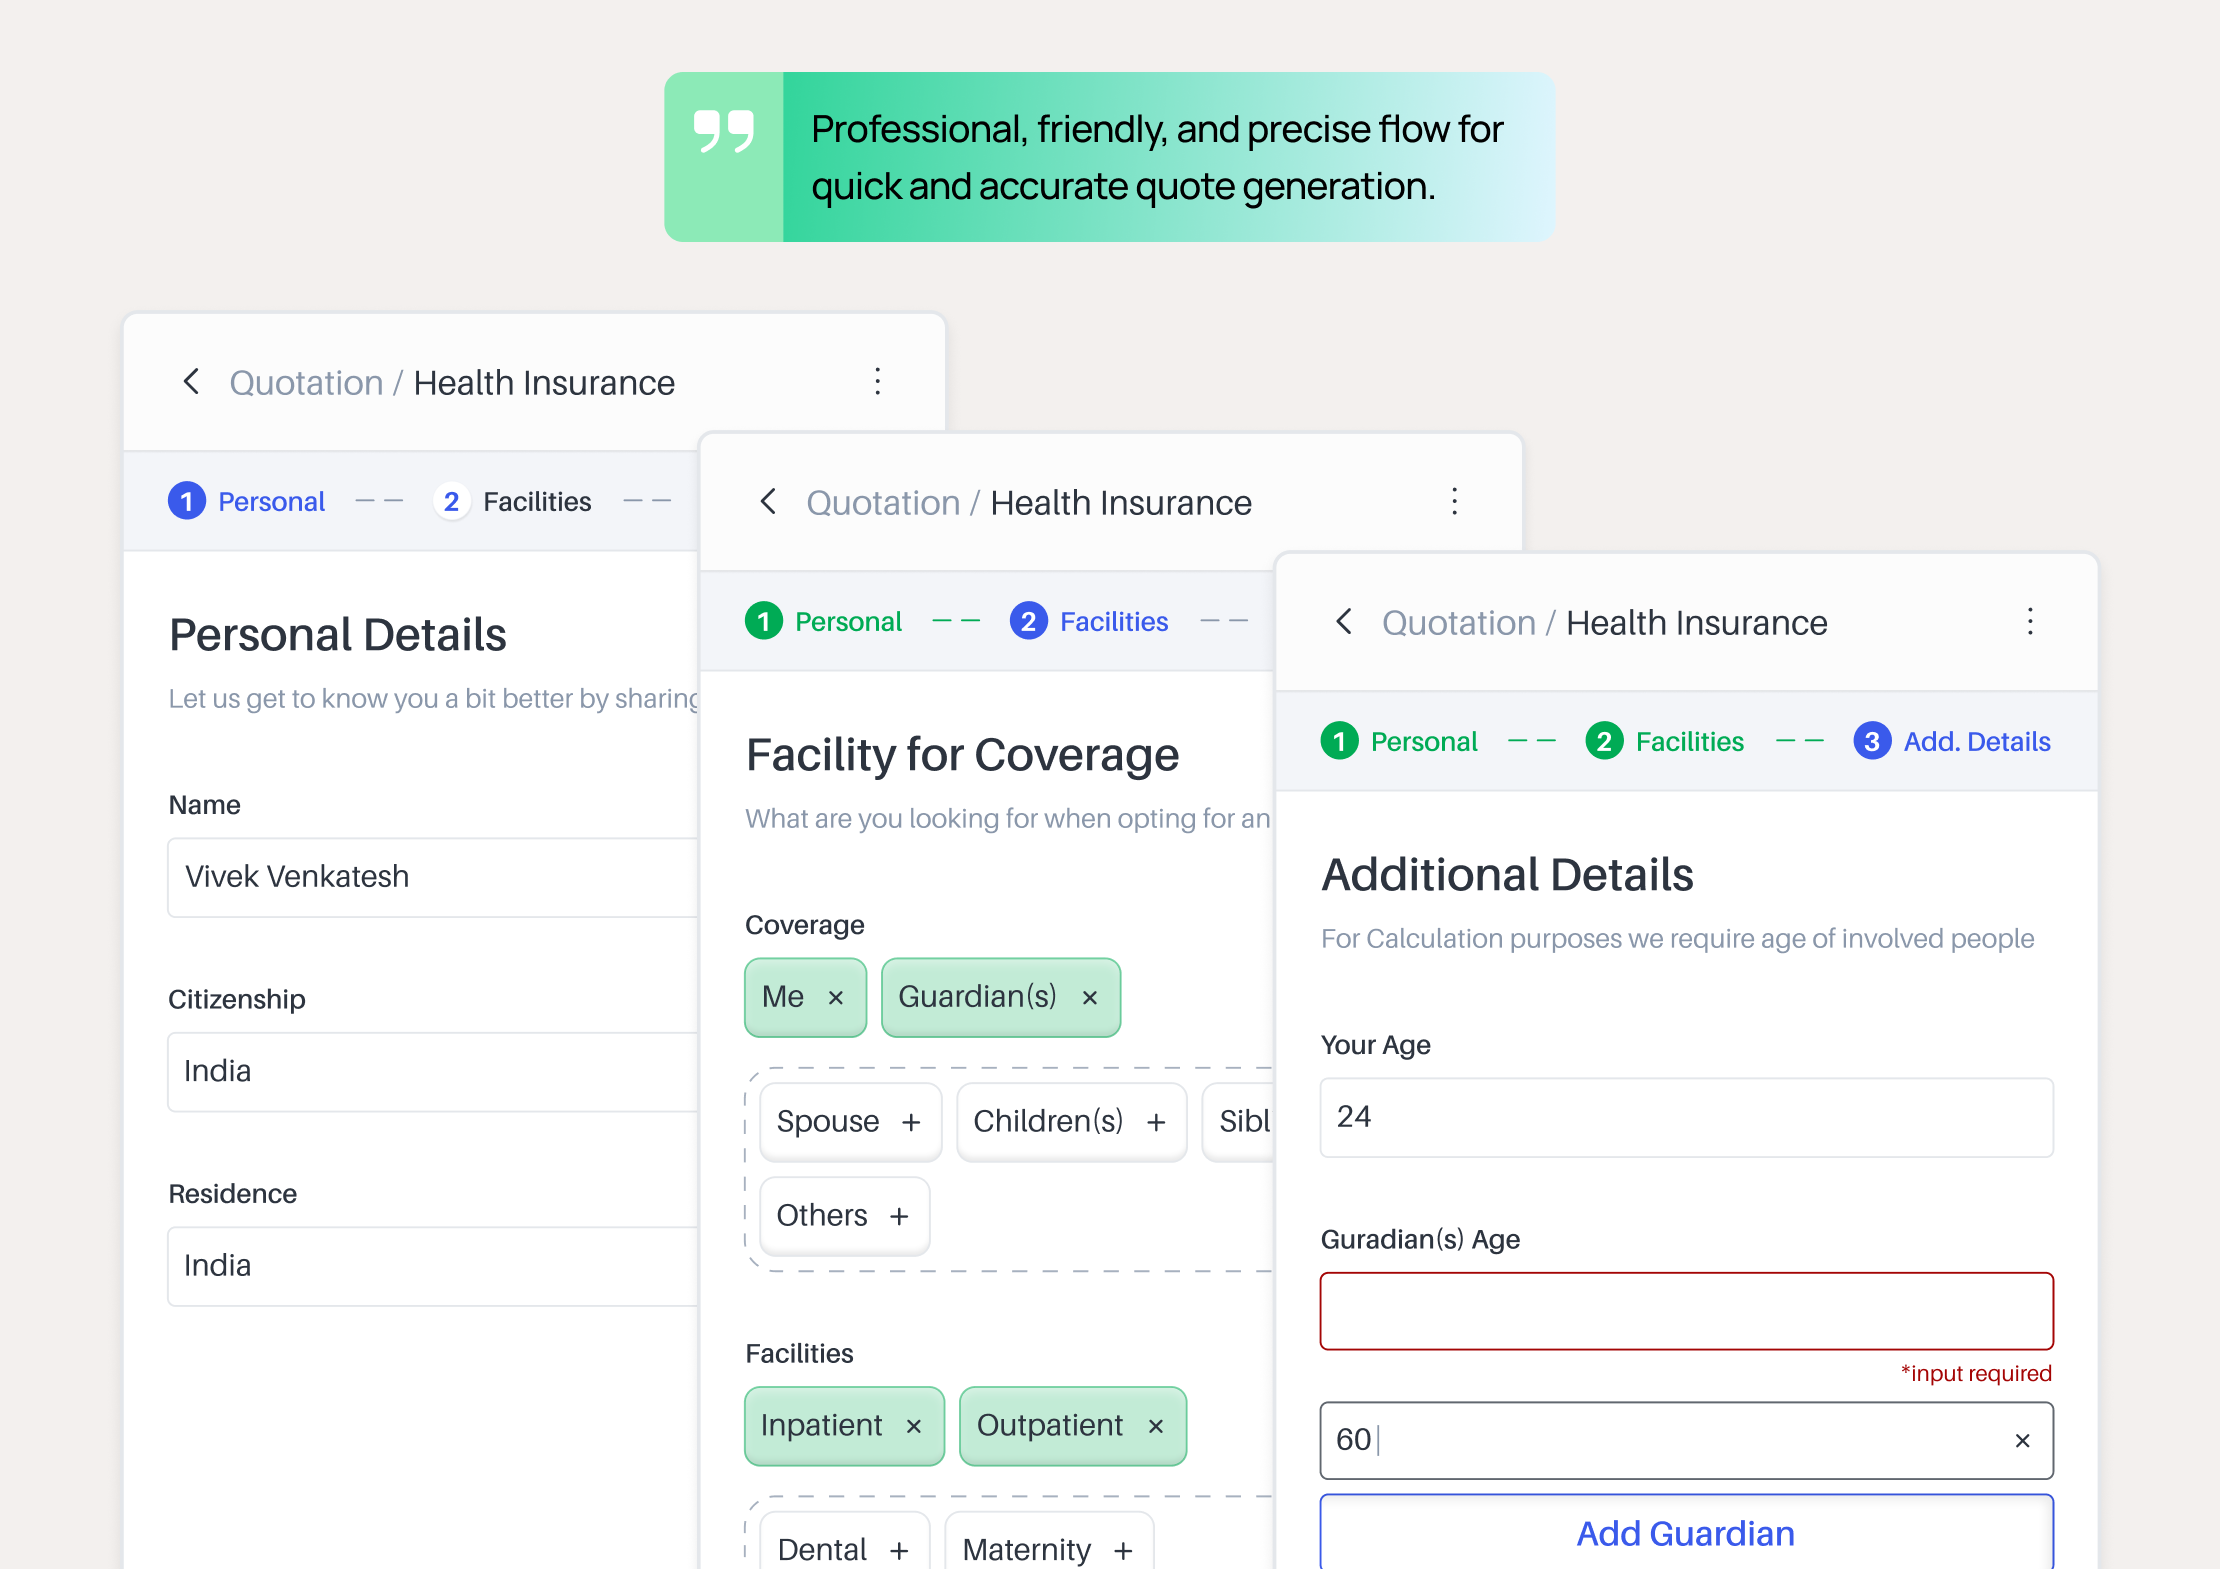 Professional, friendly, and precise flow for
quick and accurate quote generation.
Quotation / Health Insurance
1 Personal 2 Facilities
Personal Details
Let us get to know you a bit better by sharing
Name
Vivek Venkatesh
Citizenship
India
Residence
India
Quotation / Health Insurance
1 Personal 2 Facilities
Facility for Coverage
What are you looking for when opting for an
Coverage
Me × Guardian(s) ×
Spouse + Children(s) + Sibl
Others +
Facilities
Inpatient × Outpatient ×
Dental + Maternity +
Quotation / Health Insurance
1 Personal 2 Facilities 3 Add. Details
Additional Details
For Calculation purposes we require age of involved people
Your Age
24
Guradian(s) Age
*input required
60 ×
Add Guardian